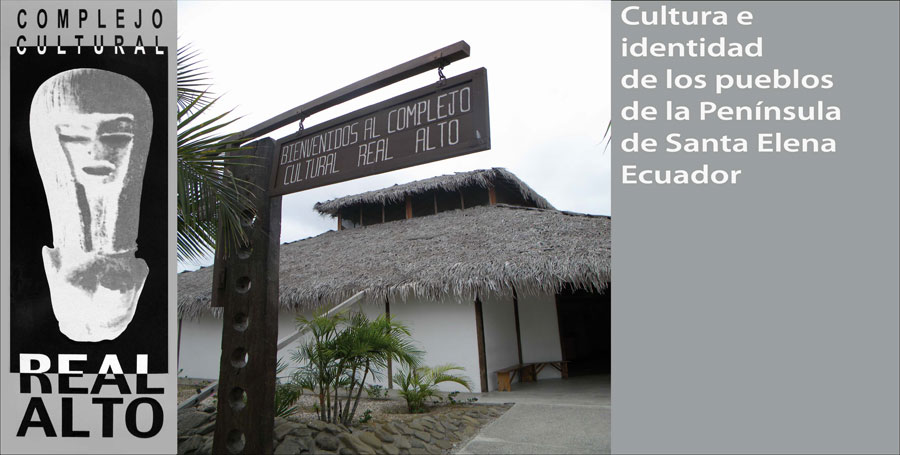 COMPLEJO
CULTURAL
REAL
ALTO
BIENVENIDOS AL COMPLEJO
CULTURAL REAL ALTO
Cultura e
identidad
de los pueblos
de la Península
de Santa Elena
Ecuador